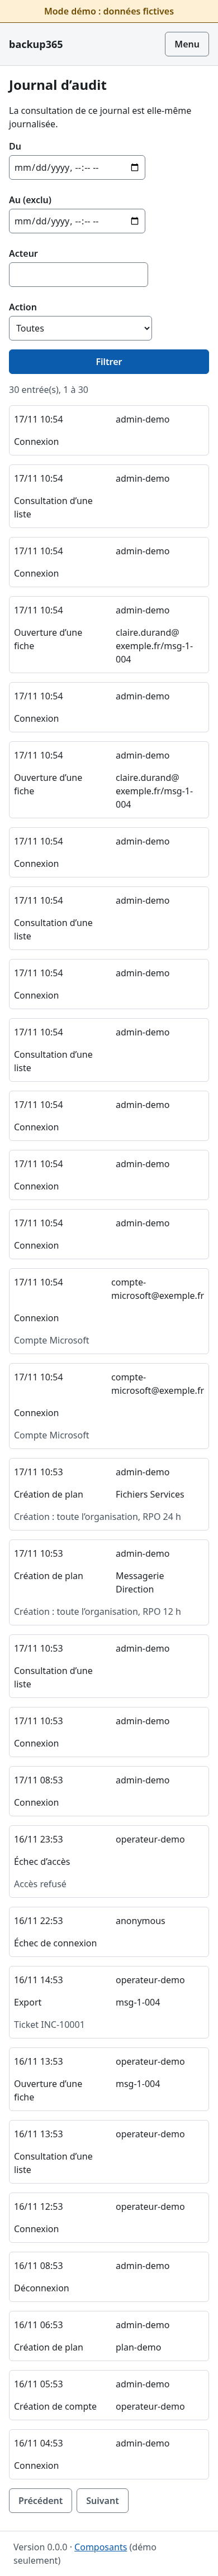 Mode démo : données fictives
backup365
Menu
Journal d’audit
La consultation de ce journal est elle-même
journalisée.
Du
mm/dd/yyyy, --:-- --
Au (exclu)
mm/dd/yyyy, --:-- --
Acteur
Action
Toutes
Filtrer
30 entrée(s), 1 à 30
17/11 10:54 admin-demo
Connexion
17/11 10:54 admin-demo
Consultation d’une
liste
17/11 10:54 admin-demo
Connexion
17/11 10:54 admin-demo
Ouverture d’une
fiche
claire.durand@
exemple.fr/msg-1-
004
17/11 10:54 admin-demo
Connexion
17/11 10:54 admin-demo
Ouverture d’une
fiche
claire.durand@
exemple.fr/msg-1-
004
17/11 10:54 admin-demo
Connexion
17/11 10:54 admin-demo
Consultation d’une
liste
17/11 10:54 admin-demo
Connexion
17/11 10:54 admin-demo
Consultation d’une
liste
17/11 10:54 admin-demo
Connexion
17/11 10:54 admin-demo
Connexion
17/11 10:54 admin-demo
Connexion
17/11 10:54 compte-
microsoft@exemple.fr
Connexion
Compte Microsoft
17/11 10:54 compte-
microsoft@exemple.fr
Connexion
Compte Microsoft
17/11 10:53 admin-demo
Création de plan Fichiers Services
Création : toute l’organisation, RPO 24 h
17/11 10:53 admin-demo
Création de plan Messagerie
Direction
Création : toute l’organisation, RPO 12 h
17/11 10:53 admin-demo
Consultation d’une
liste
17/11 10:53 admin-demo
Connexion
17/11 08:53 admin-demo
Connexion
16/11 23:53 operateur-demo
Échec d’accès
Accès refusé
16/11 22:53 anonymous
Échec de connexion
16/11 14:53 operateur-demo
Export msg-1-004
Ticket INC-10001
16/11 13:53 operateur-demo
Ouverture d’une
fiche
msg-1-004
16/11 13:53 operateur-demo
Consultation d’une
liste
16/11 12:53 operateur-demo
Connexion
16/11 08:53 admin-demo
Déconnexion
16/11 06:53 admin-demo
Création de plan plan-demo
16/11 05:53 admin-demo
Création de compte operateur-demo
16/11 04:53 admin-demo
Connexion
Précédent Suivant
Version 0.0.0 · Composants (démo
seulement)